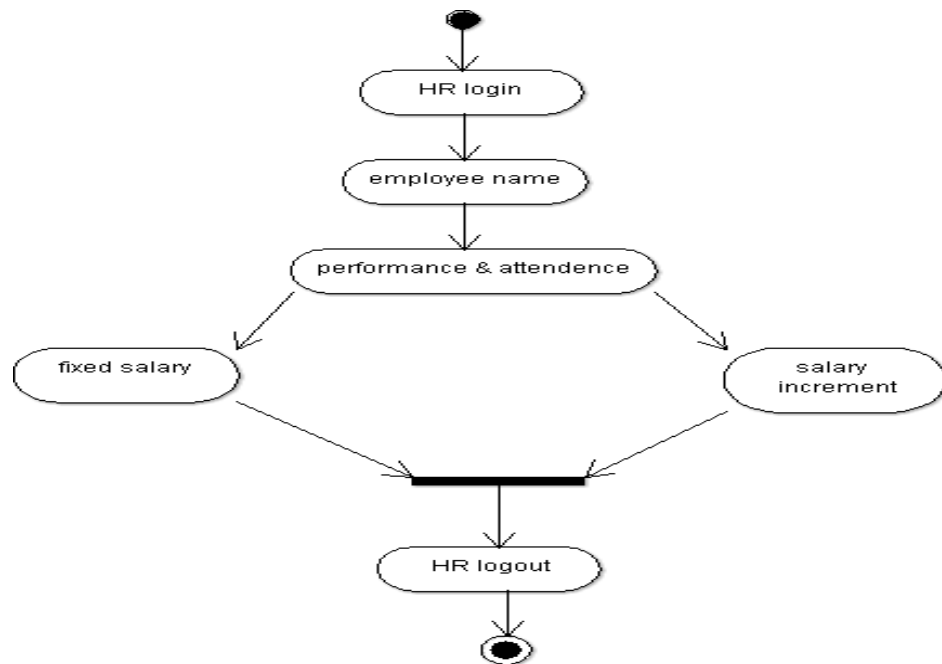 HR login
employee name
performance & attendence
fixed salary
salary
increment
HR logout